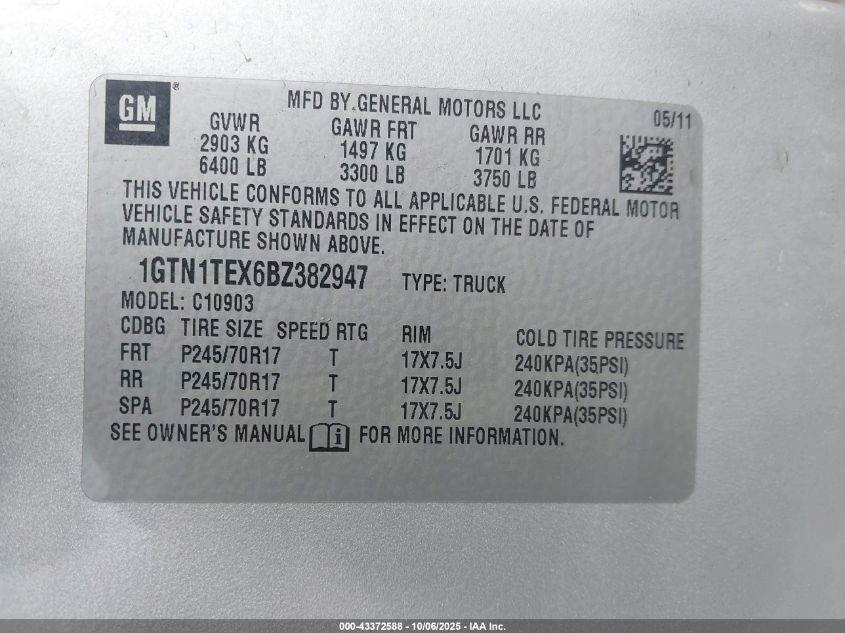 GM ®
MFD BY.GENERAL MOTORS LLC
05/11
GVWR GAWR FRT GAWR RR
2903 KG 1497 KG 1701 KG
6400 LB 3300 LB 3750 LB
THIS VEHICLE CONFORMS TO ALL APPLICABLE U.S. FEDERAL MOTOR
VEHICLE SAFETY STANDARDS IN EFFECT ON THE DATE OF
MANUFACTURE SHOWN ABOVE.
1GTN1TEX6BZ382947 TYPE: TRUCK
MODEL: C10903
CDBG TIRE SIZE SPEED RTG RIM COLD TIRE PRESSURE
FRT P245/70R17 T 17X7.5J 240KPA(35PSI)
RR P245/70R17 T 17X7.5J 240KPA(35PSI)
SPA P245/70R17 T 17X7.5J 240KPA(35PSI)
SEE OWNER'S MANUAL i FOR MORE INFORMATION.
000-43372588 - 10/06/2025 - IAA Inc.